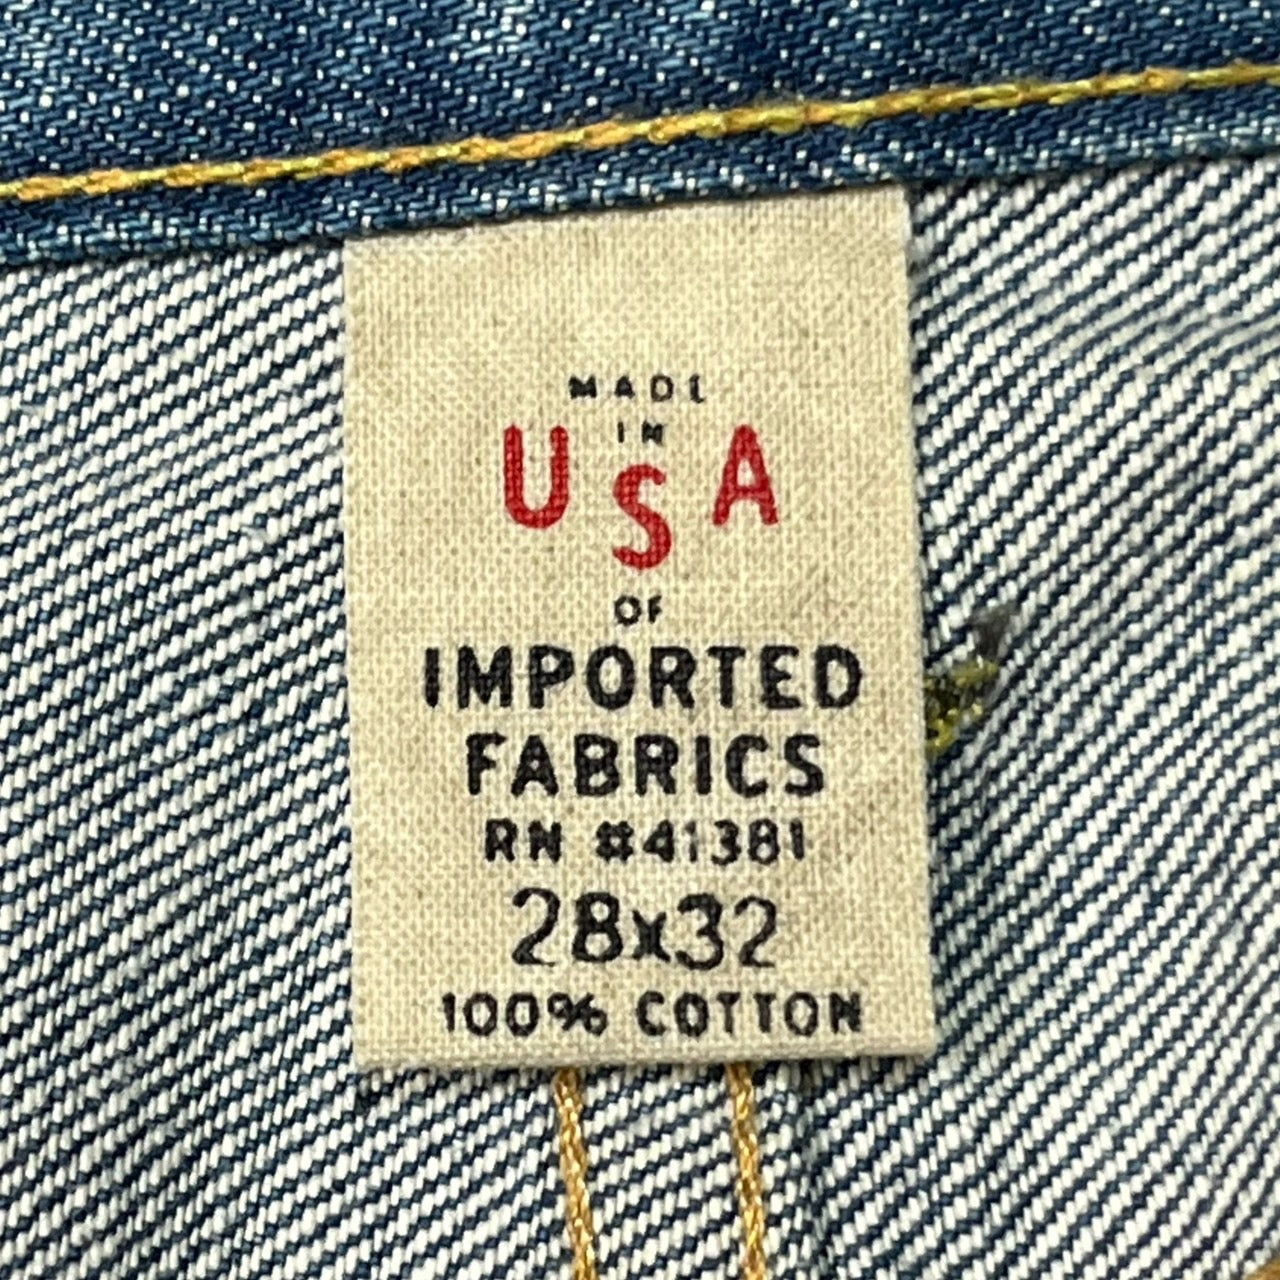 MADE
IN
USA
OF
IMPORTED
FABRICS
RN #41381
28x32
100% COTTON